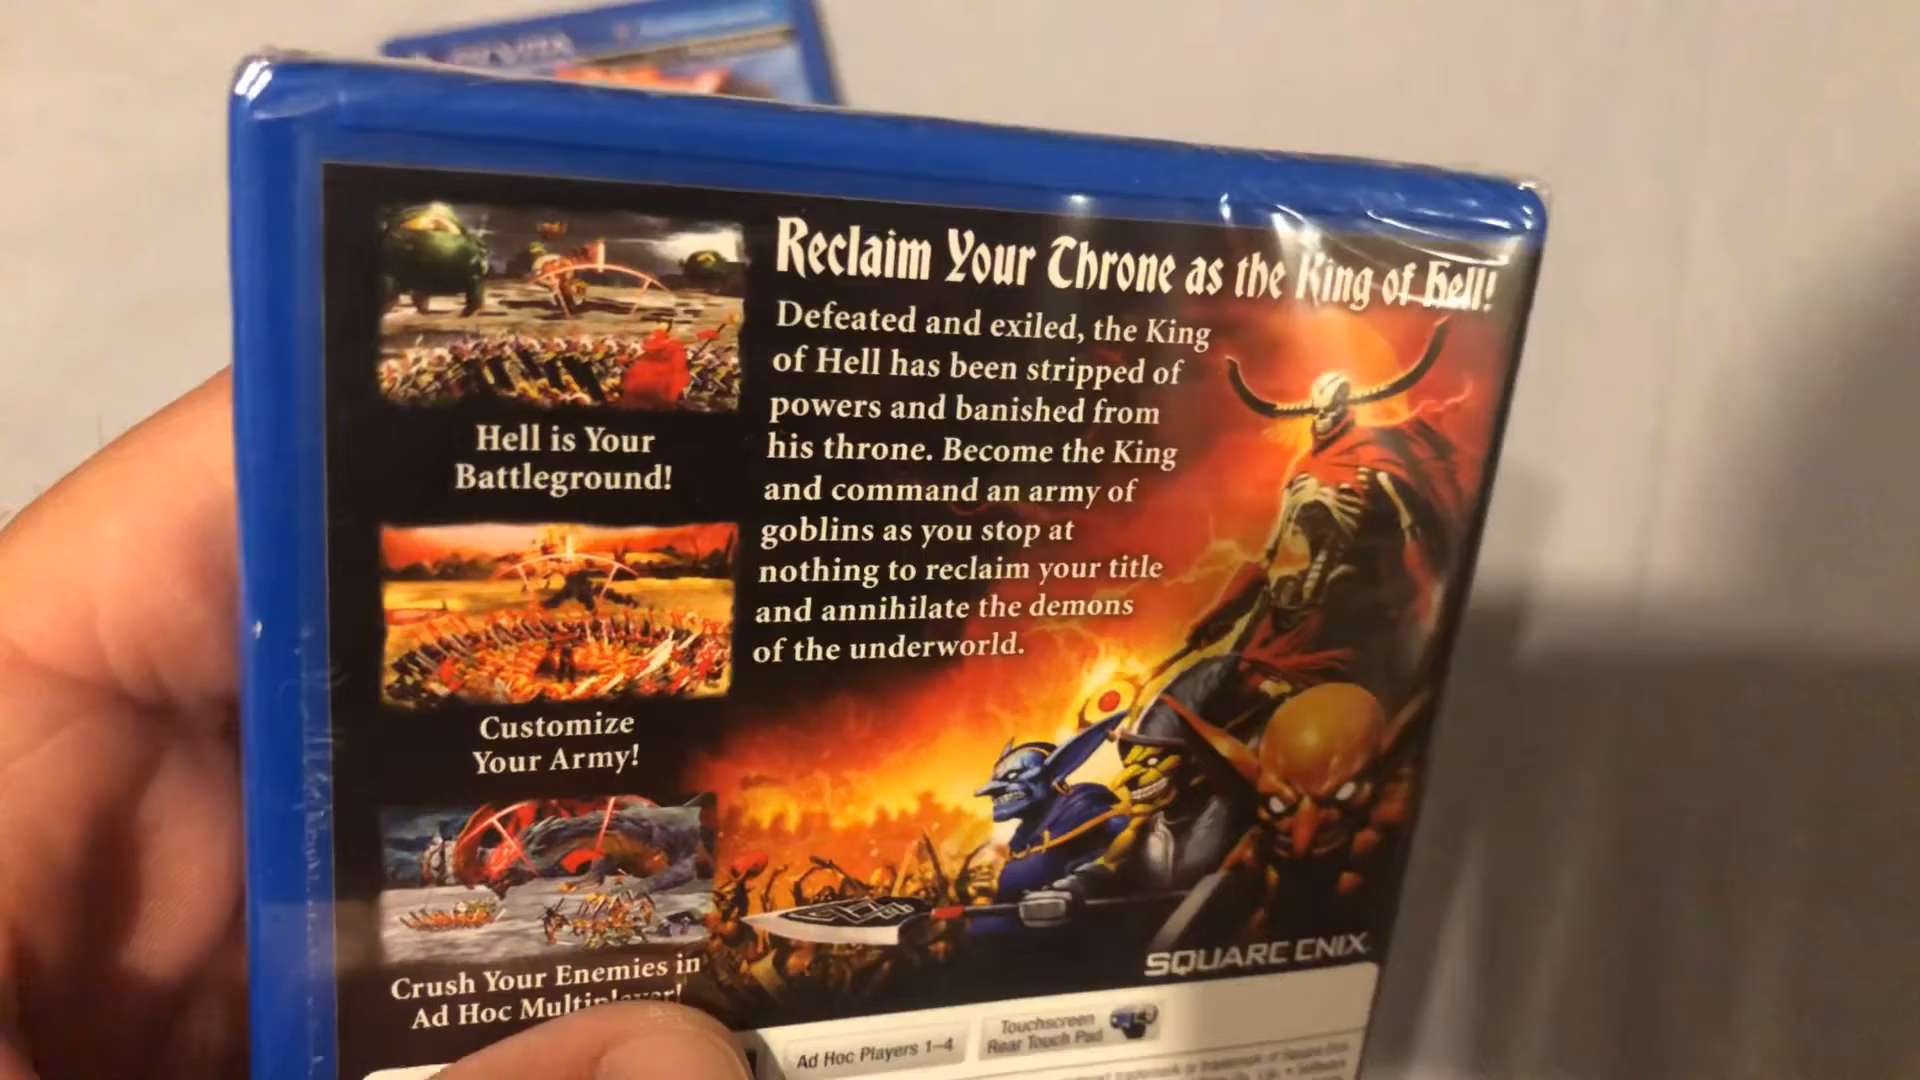 Reclaim Your Throne as the King of Hell!
Defeated and exiled, the King
of Hell has been stripped of
powers and banished from
his throne. Become the King
and command an army of
goblins as you stop at
nothing to reclaim your title
and annihilate the demons
of the underworld.
Hell is Your
Battleground!
Customize
Your Army!
Crush Your Enemies in
Ad Hoc Multiplayer!
SQUARE ENIX
Ad Hoc Players 1–4
Touchscreen
Rear Touch Pad